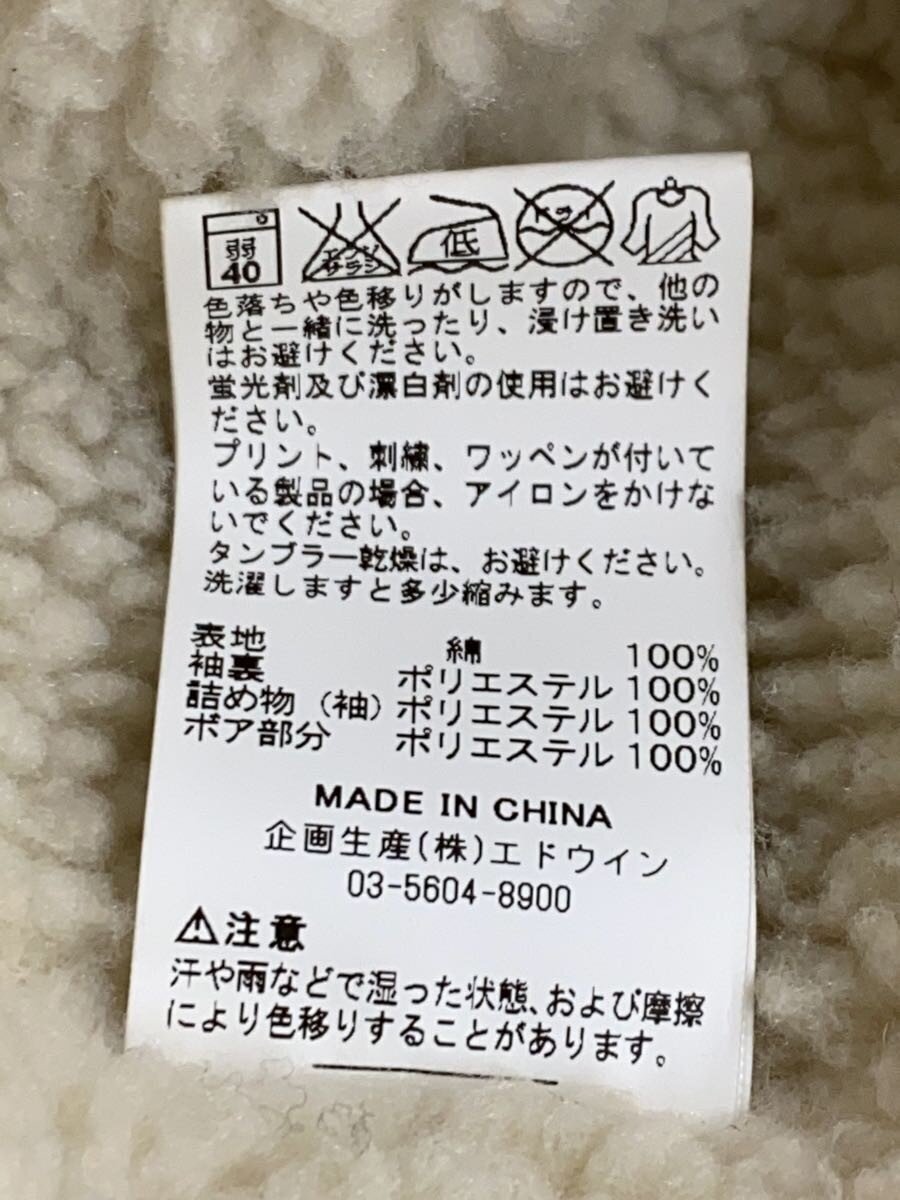 弱
40
エンソ
サラシ
低
ドライ
色落ちや色移りがしますので、他の
物と一緒に洗ったり、浸け置き洗い
はお避けください。
蛍光剤及び漂白剤の使用はお避けく
ださい。
プリント、刺繍、ワッペンが付いて
いる製品の場合、アイロンをかけな
いでください。
タンブラー乾燥は、お避けください。
洗濯しますと多少縮みます。
表地 綿 100%
袖裏 ポリエステル 100%
詰め物（袖） ポリエステル 100%
ボア部分 ポリエステル 100%
MADE IN CHINA
企画生産(株)エドウイン
03-5604-8900
⚠注意
汗や雨などで湿った状態、および摩擦
により色移りすることがあります。